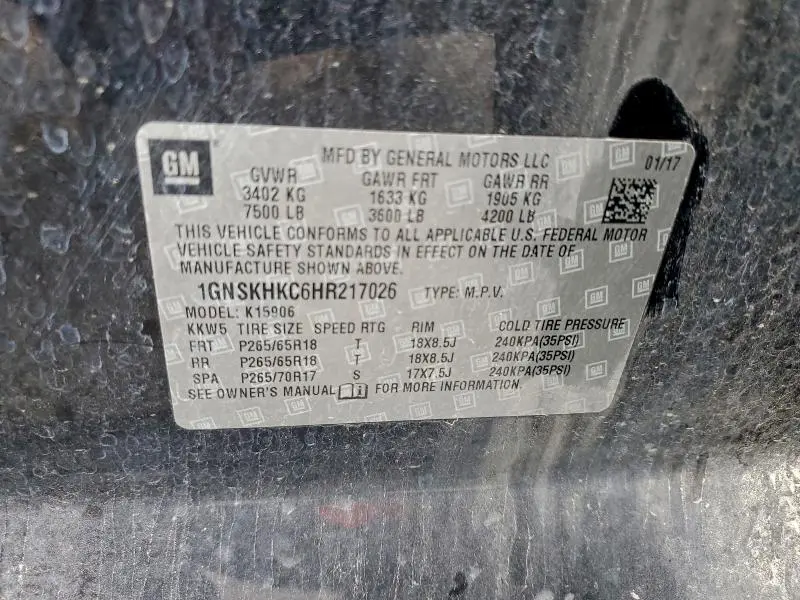 GM
MFD BY GENERAL MOTORS LLC 01/17
GVWR GAWR FRT GAWR RR
3402 KG 1633 KG 1905 KG
7500 LB 3600 LB 4200 LB
THIS VEHICLE CONFORMS TO ALL APPLICABLE U.S. FEDERAL MOTOR
VEHICLE SAFETY STANDARDS IN EFFECT ON THE DATE OF
MANUFACTURE SHOWN ABOVE.
1GNSKHKC6HR217026 TYPE: M.P.V.
MODEL: K15906
KKW5 TIRE SIZE SPEED RTG RIM COLD TIRE PRESSURE
FRT P265/65R18 T 18X8.5J 240KPA(35PSI)
RR P265/65R18 T 18X8.5J 240KPA(35PSI)
SPA P265/70R17 S 17X7.5J 240KPA(35PSI)
SEE OWNER'S MANUAL FOR MORE INFORMATION.